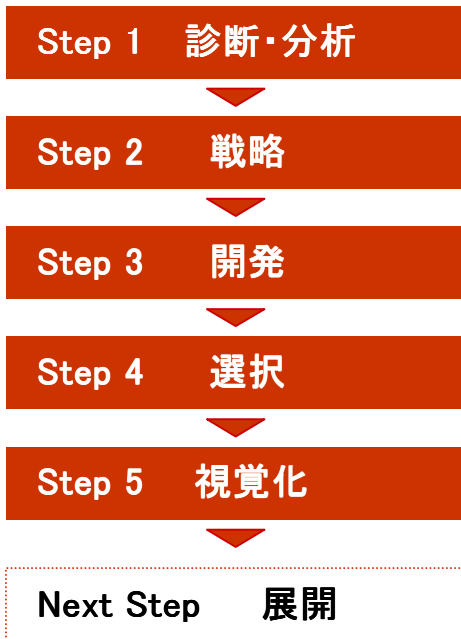 Step 1 診断・分析
Step 2 戦略
Step 3 開発
Step 4 選択
Step 5 視覚化
Next Step 展開